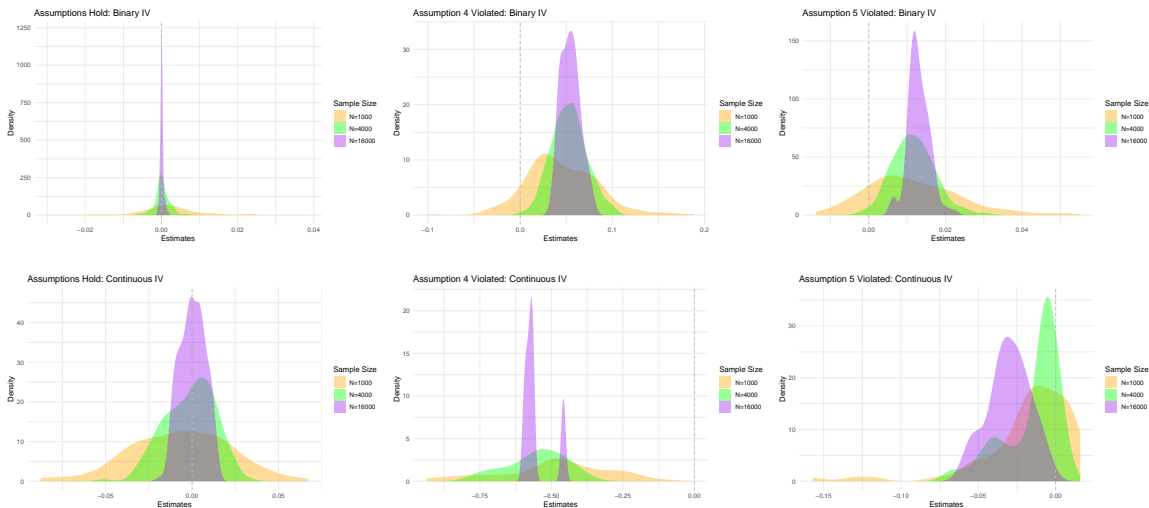 Assumptions Hold: Binary IV
1250
1000
750
500
250
0
Density
−0.02
0.00
0.02
0.04
Estimates
Sample Size
N=1000
N=4000
N=16000
Assumption 4 Violated: Binary IV
30
20
10
0
Density
−0.1
0.0
0.1
0.2
Estimates
Sample Size
N=1000
N=4000
N=16000
Assumption 5 Violated: Binary IV
150
100
50
0
Density
0.00
0.02
0.04
Estimates
Sample Size
N=1000
N=4000
N=16000
Assumptions Hold: Continuous IV
40
30
20
10
0
Density
−0.05
0.00
0.05
Estimates
Sample Size
N=1000
N=4000
N=16000
Assumption 4 Violated: Continuous IV
20
15
10
5
0
Density
−0.75
−0.50
−0.25
0.00
Estimates
Sample Size
N=1000
N=4000
N=16000
Assumption 5 Violated: Continuous IV
30
20
10
0
Density
−0.15
−0.10
−0.05
0.00
Estimates
Sample Size
N=1000
N=4000
N=16000